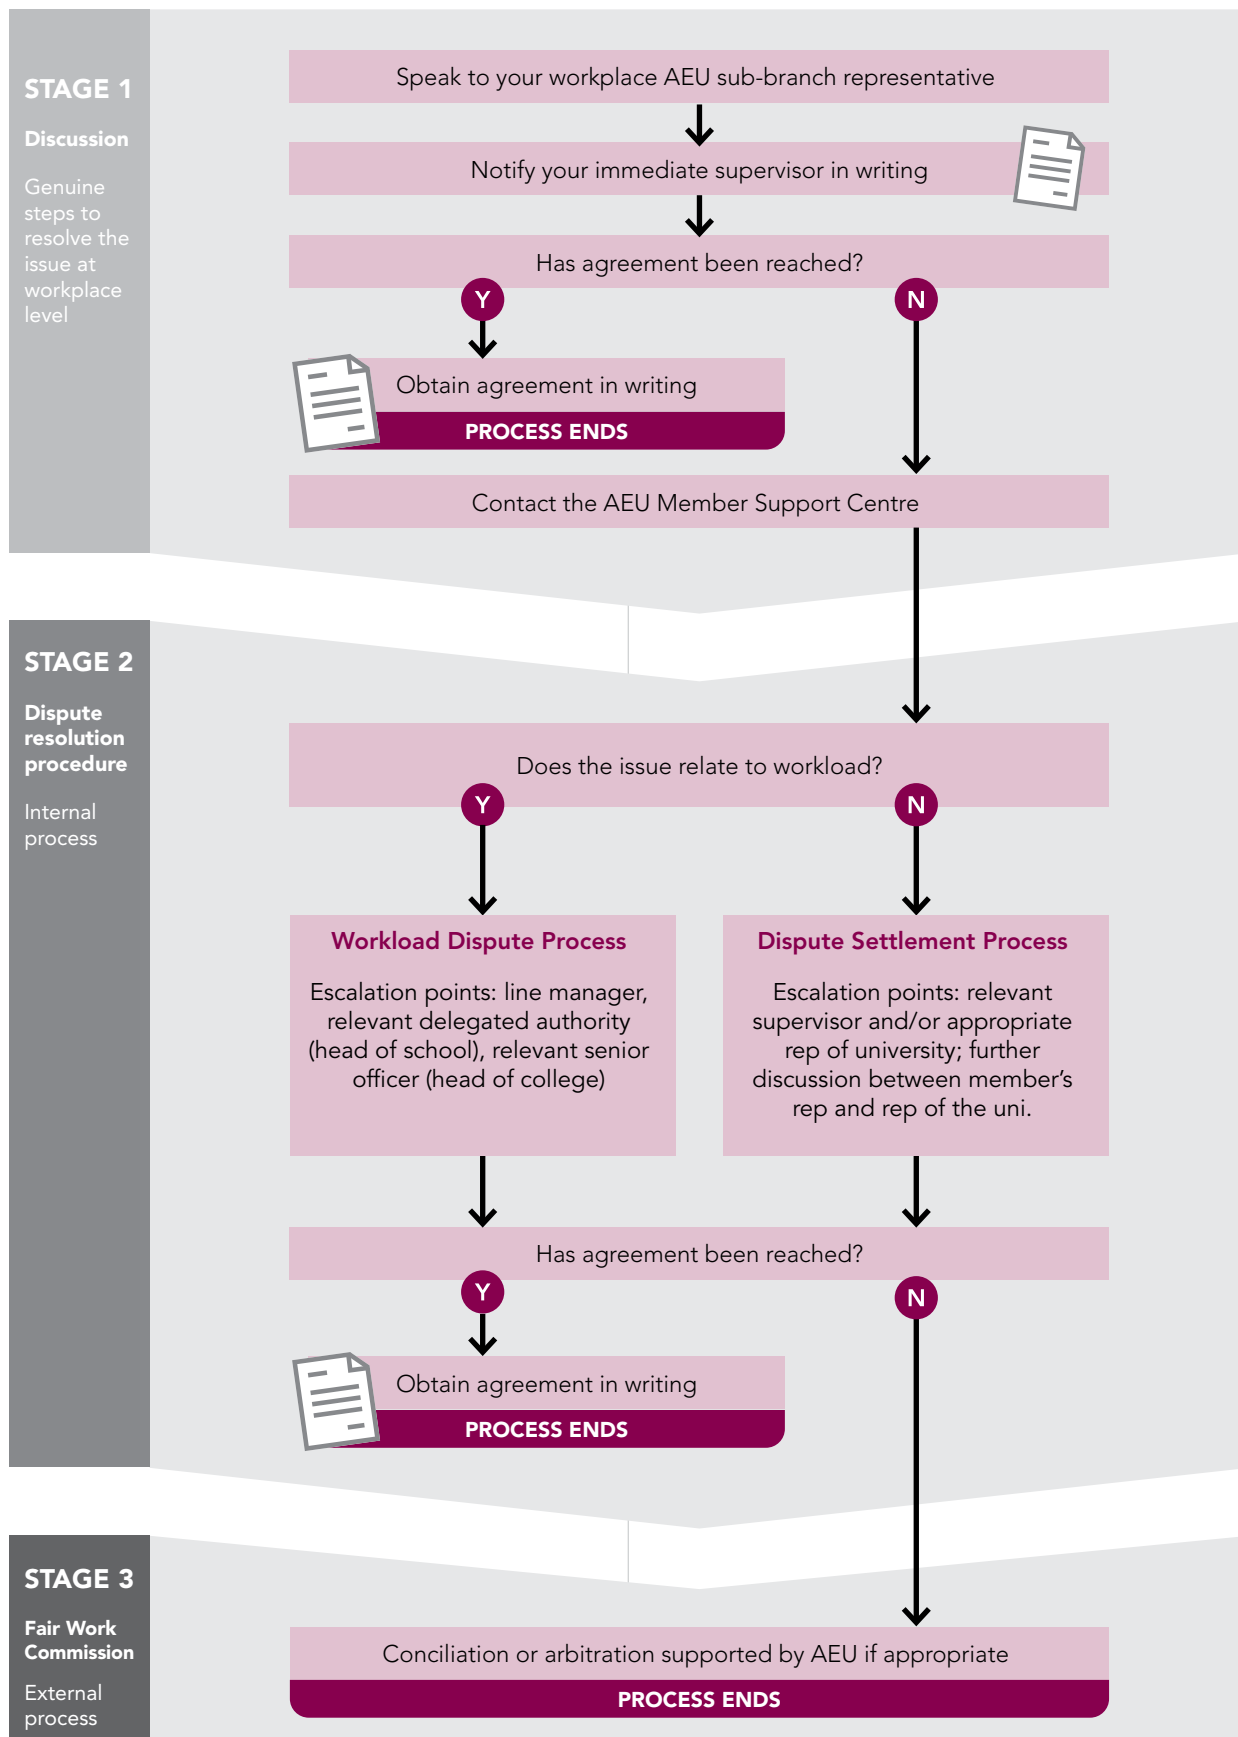 STAGE 1
Discussion
Genuine
steps to
resolve the
issue at
workplace
level
Speak to your workplace AEU sub-branch representative
Notify your immediate supervisor in writing
Has agreement been reached?
Y
N
Obtain agreement in writing
PROCESS ENDS
Contact the AEU Member Support Centre
STAGE 2
Dispute
resolution
procedure
Internal
process
Does the issue relate to workload?
Y
N
Workload Dispute Process
Escalation points: line manager,
relevant delegated authority
(head of school), relevant senior
officer (head of college)
Dispute Settlement Process
Escalation points: relevant
supervisor and/or appropriate
rep of university; further
discussion between member’s
rep and rep of the uni.
Has agreement been reached?
Y
N
Obtain agreement in writing
PROCESS ENDS
STAGE 3
Fair Work
Commission
External
process
Conciliation or arbitration supported by AEU if appropriate
PROCESS ENDS